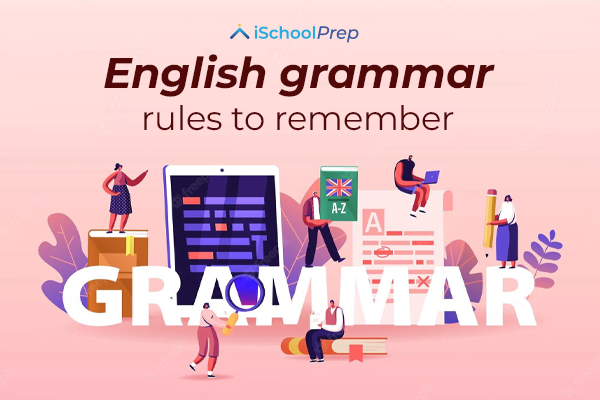 iSchoolPrep
English grammar
rules to remember
A-Z
A
T
GRAMMAR